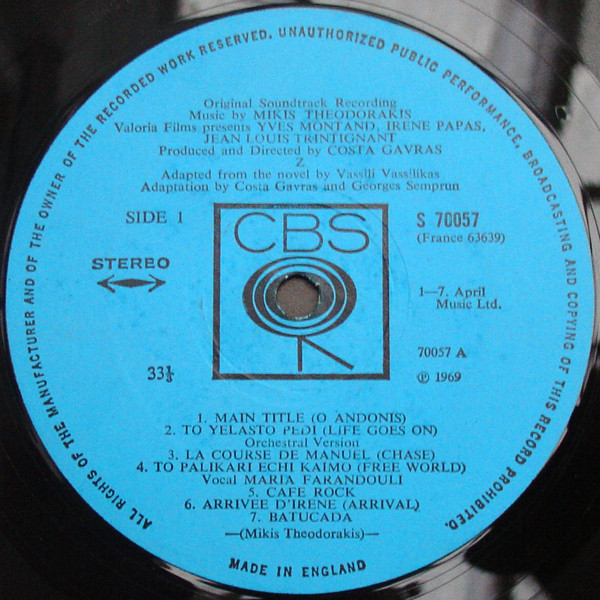 ALL RIGHTS OF THE MANUFACTURER AND OF THE OWNER OF THE RECORDED WORK RESERVED. UNAUTHORIZED PUBLIC PERFORMANCE, BROADCASTING AND COPYING OF THIS RECORD PROHIBITED.
Original Soundtrack Recording
Music by MIKIS THEODORAKIS
Valoria Films presents YVES MONTAND, IRENE PAPAS,
JEAN LOUIS TRINTIGNANT
Produced and Directed by COSTA GAVRAS
Z
Adapted from the novel by Vassili Vassilikas
Adaptation by Costa Gavras and Georges Semprun
SIDE 1
CBS
S 70057
(France 63639)
STEREO
1—7. April
Music Ltd.
70057 A
33⅓
℗ 1969
1. MAIN TITLE (O ANDONIS)
2. TO YELASTO PEDI (LIFE GOES ON)
Orchestral Version
3. LA COURSE DE MANUEL (CHASE)
4. TO PALIKARI ECHI KAIMO (FREE WORLD)
Vocal MARIA FARANDOULI
5. CAFE ROCK
6. ARRIVEE D'IRENE (ARRIVAL)
7. BATUCADA
—(Mikis Theodorakis)—
MADE IN ENGLAND